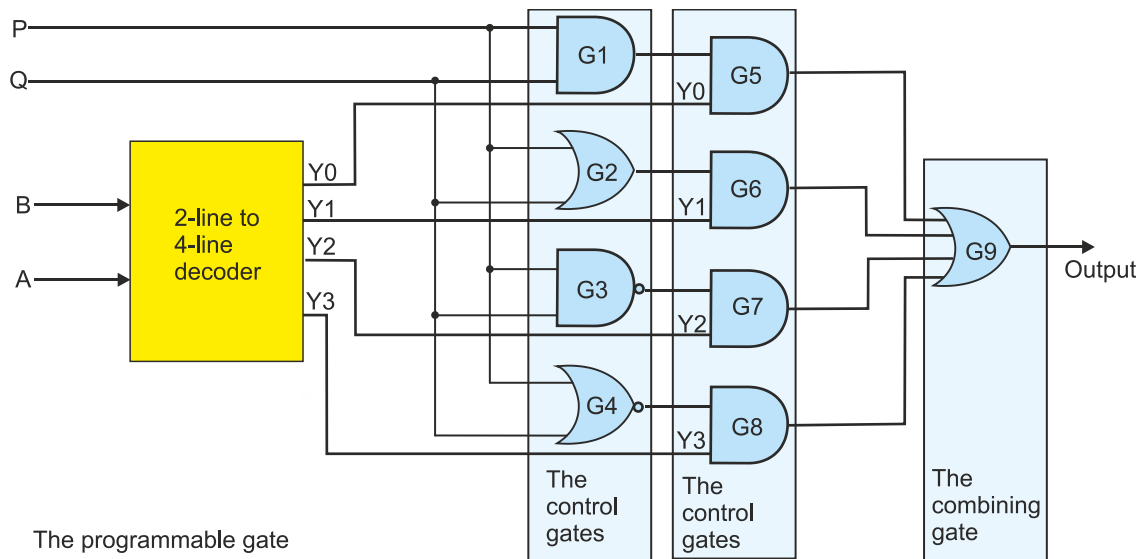 P
Q
B
A
2-line to
4-line
decoder
Y0
Y1
Y2
Y3
G1
G2
G3
G4
Y0
Y1
Y2
Y3
G5
G6
G7
G8
G9
Output
The
control
gates
The
control
gates
The
combining
gate
The programmable gate